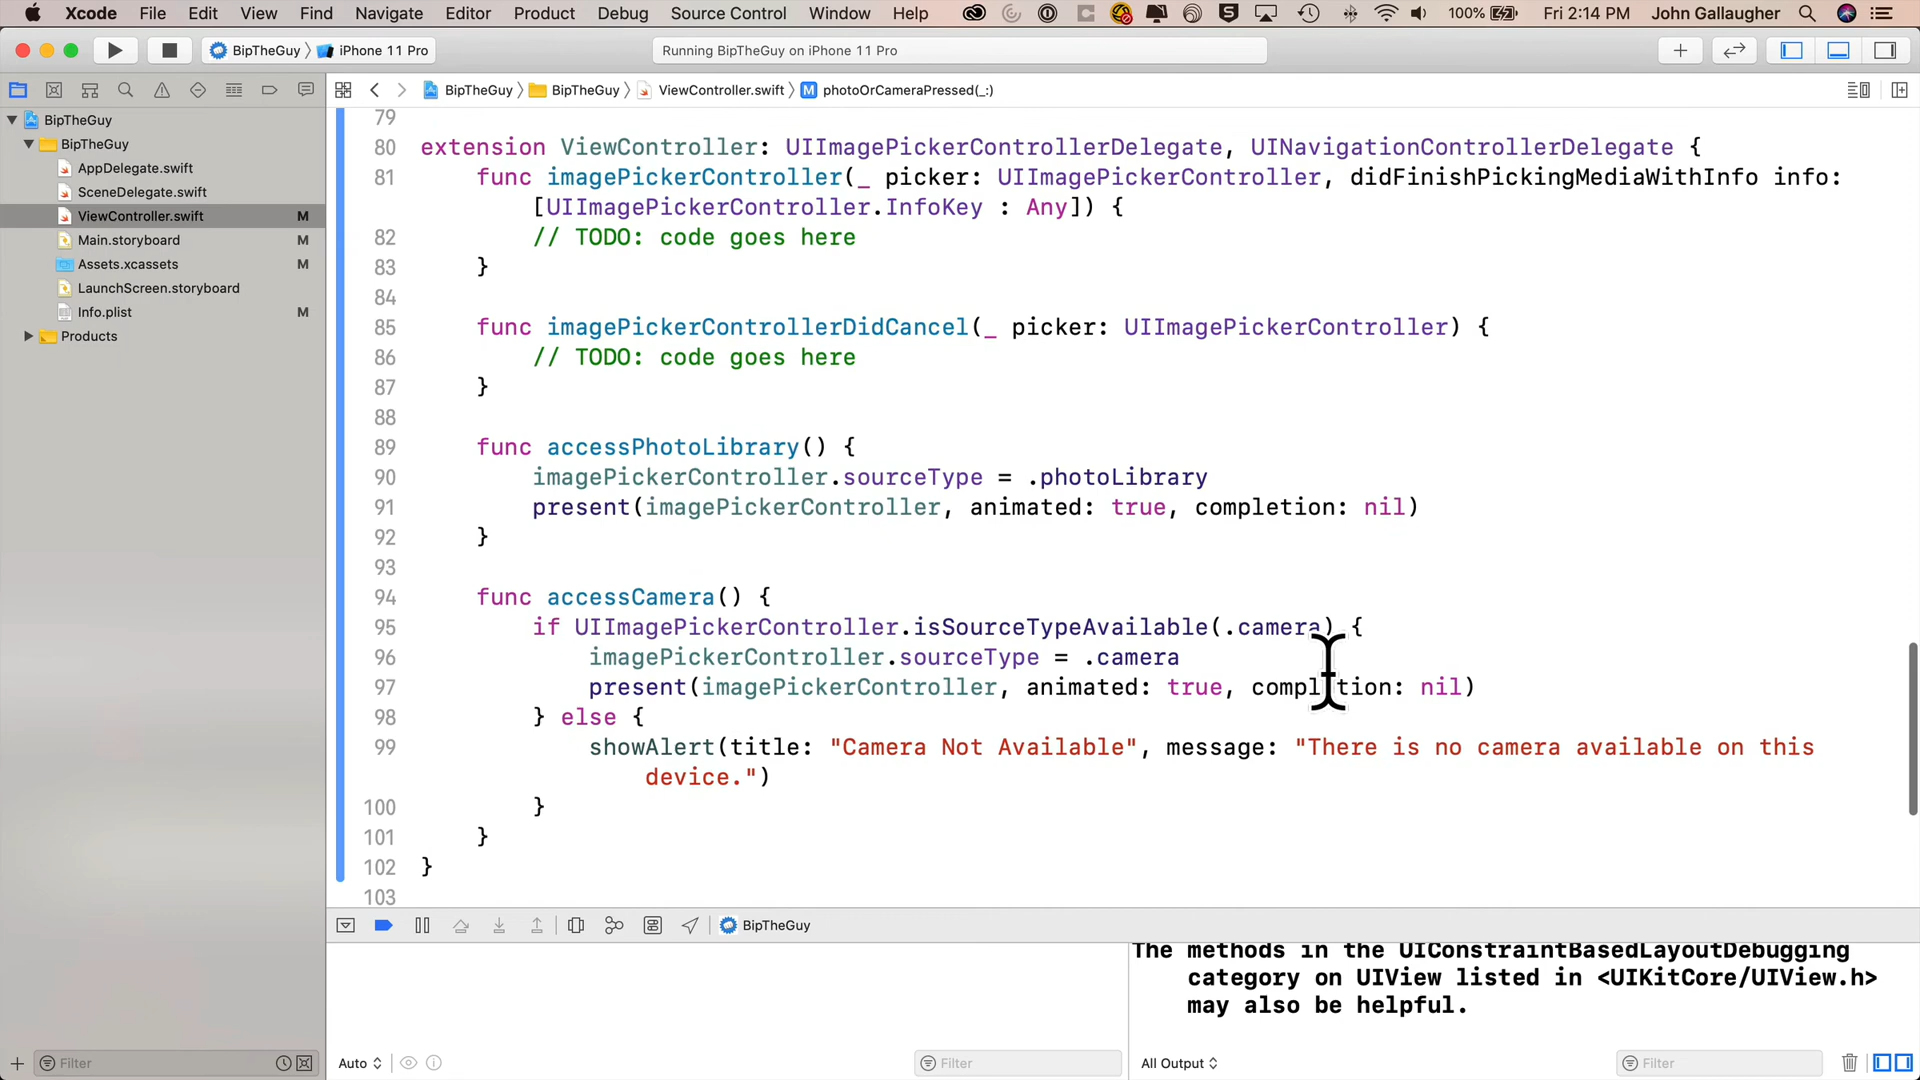 Xcode File Edit View Find Navigate Editor Product Debug Source Control Window Help 100% Fri 2:14 PM John Gallaugher
BipTheGuy iPhone 11 Pro Running BipTheGuy on iPhone 11 Pro
BipTheGuy BipTheGuy ViewController.swift M photoOrCameraPressed(_:)
BipTheGuy
BipTheGuy
AppDelegate.swift
SceneDelegate.swift
ViewController.swift M
Main.storyboard M
Assets.xcassets M
LaunchScreen.storyboard
Info.plist M
Products
79
80 extension ViewController: UIImagePickerControllerDelegate, UINavigationControllerDelegate {
81 func imagePickerController(_ picker: UIImagePickerController, didFinishPickingMediaWithInfo info:
[UIImagePickerController.InfoKey : Any]) {
82 // TODO: code goes here
83 }
84
85 func imagePickerControllerDidCancel(_ picker: UIImagePickerController) {
86 // TODO: code goes here
87 }
88
89 func accessPhotoLibrary() {
90 imagePickerController.sourceType = .photoLibrary
91 present(imagePickerController, animated: true, completion: nil)
92 }
93
94 func accessCamera() {
95 if UIImagePickerController.isSourceTypeAvailable(.camera) {
96 imagePickerController.sourceType = .camera
97 present(imagePickerController, animated: true, completion: nil)
98 } else {
99 showAlert(title: "Camera Not Available", message: "There is no camera available on this
device.")
100 }
101 }
102 }
103
BipTheGuy
The methods in the UIConstraintBasedLayoutDebugging
category on UIView listed in <UIKitCore/UIView.h>
may also be helpful.
Filter Auto Filter All Output Filter